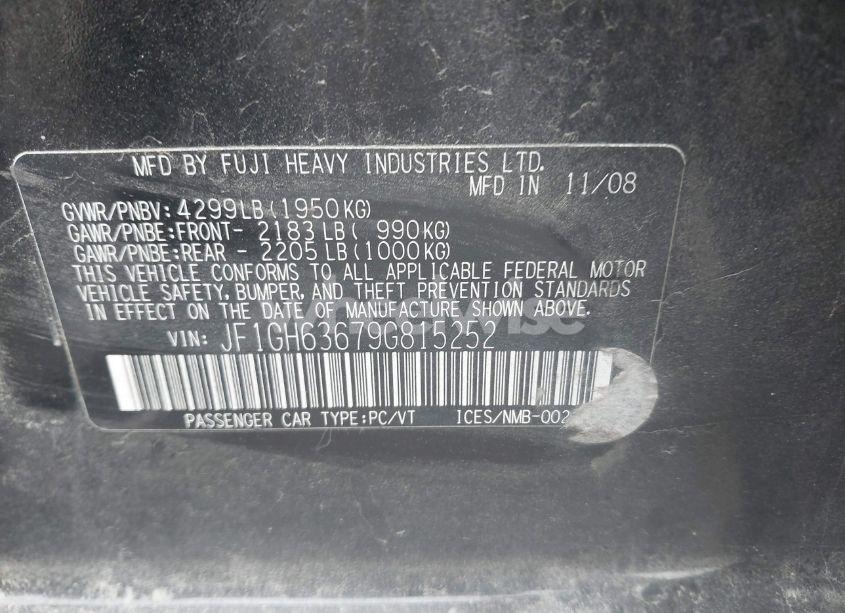 MFD BY FUJI HEAVY INDUSTRIES LTD.
MFD IN 11/08
GVWR/PNBV: 4299LB(1950KG)
GAWR/PNBE:FRONT- 2183LB( 990KG)
GAWR/PNBE:REAR - 2205LB(1000KG)
THIS VEHICLE CONFORMS TO ALL APPLICABLE FEDERAL MOTOR
VEHICLE SAFETY, BUMPER, AND THEFT PREVENTION STANDARDS
IN EFFECT ON THE DATE OF MANUFACTURE SHOWN ABOVE.
VIN: JF1GH63679G815252
PASSENGER CAR TYPE:PC/VT ICES/NMB-002